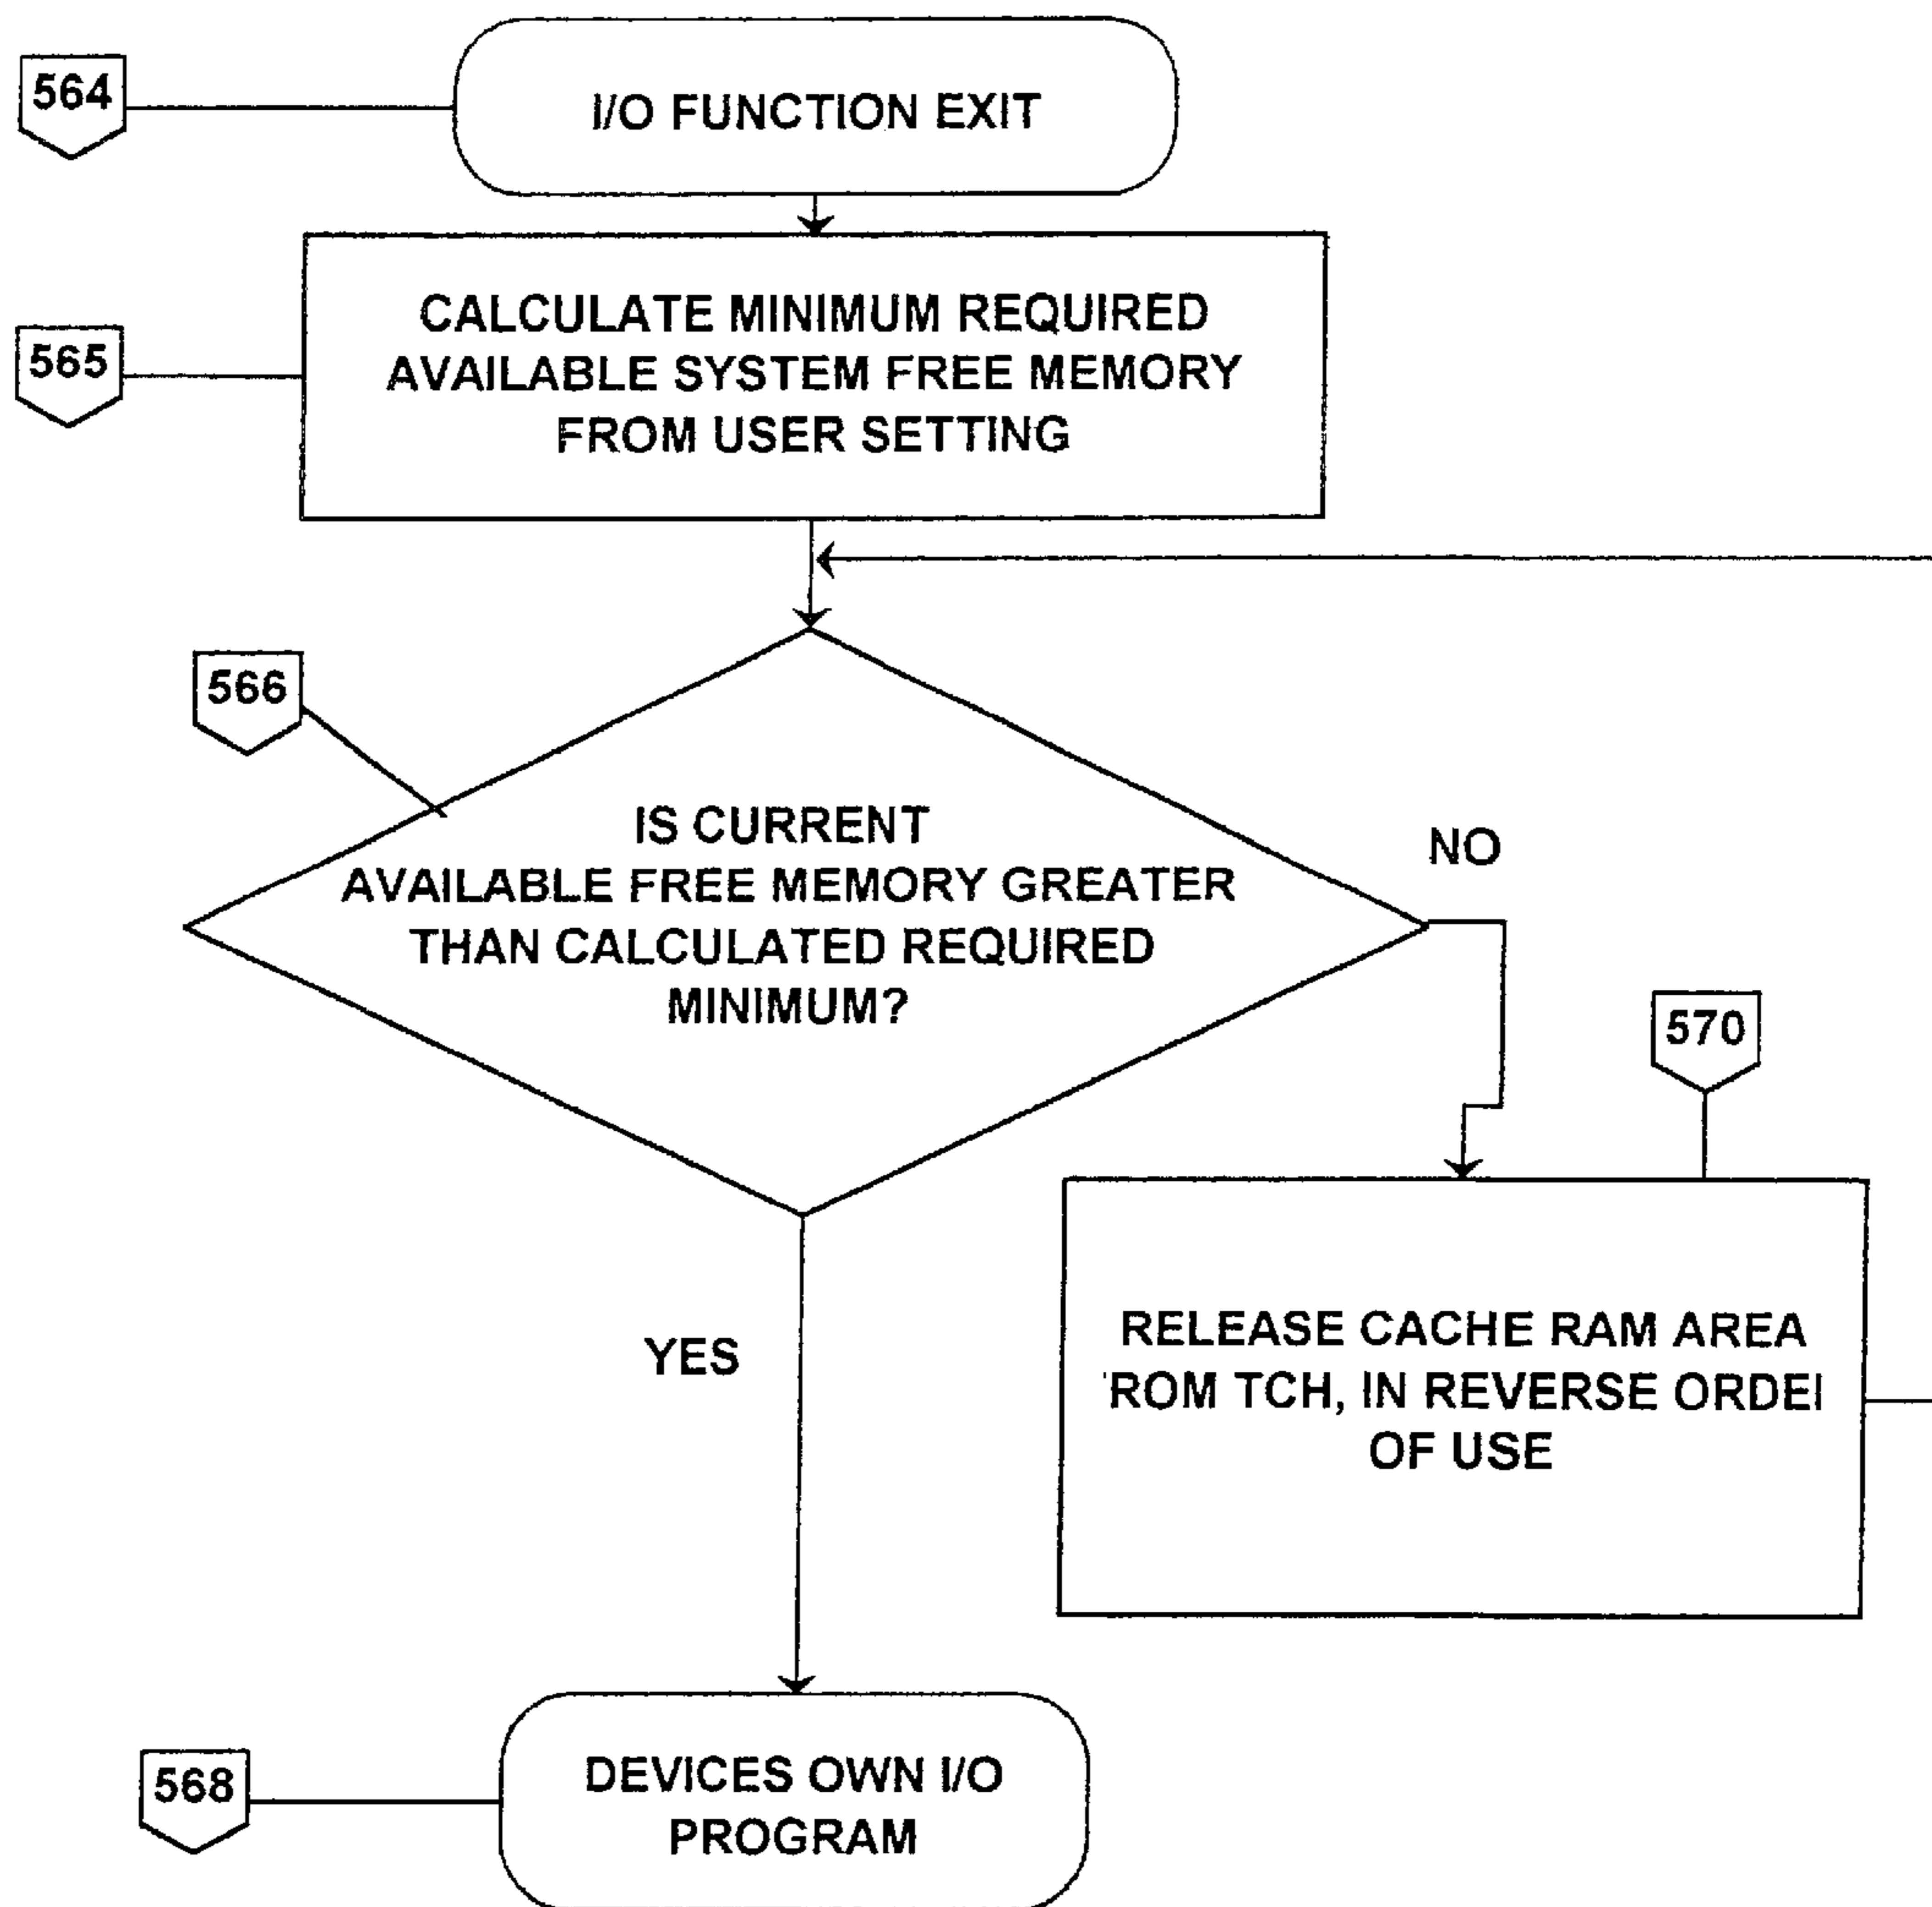 564
I/O FUNCTION EXIT
565
CALCULATE MINIMUM REQUIRED
AVAILABLE SYSTEM FREE MEMORY
FROM USER SETTING
566
IS CURRENT
AVAILABLE FREE MEMORY GREATER
THAN CALCULATED REQUIRED
MINIMUM?
NO
570
RELEASE CACHE RAM AREA
'ROM TCH, IN REVERSE ORDEI
OF USE
YES
568
DEVICES OWN I/O
PROGRAM